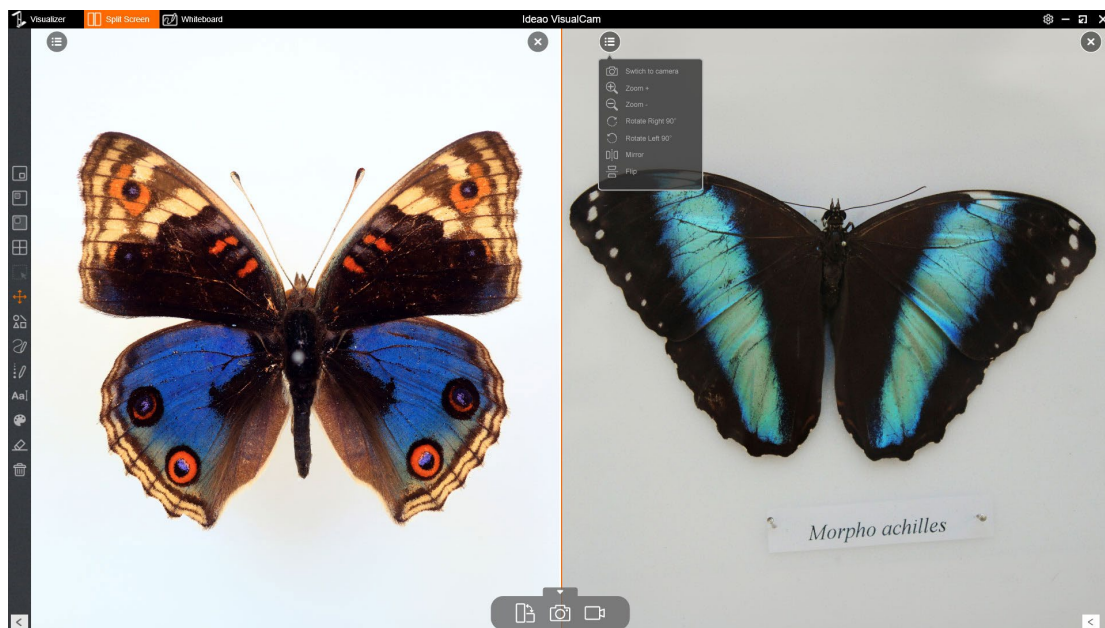 Visualizer
Split Screen
Whiteboard
Ideao VisualCam
Swtich to camera
Zoom +
Zoom -
Rotate Right 90°
Rotate Left 90°
Mirror
Flip
Aa
Morpho achilles